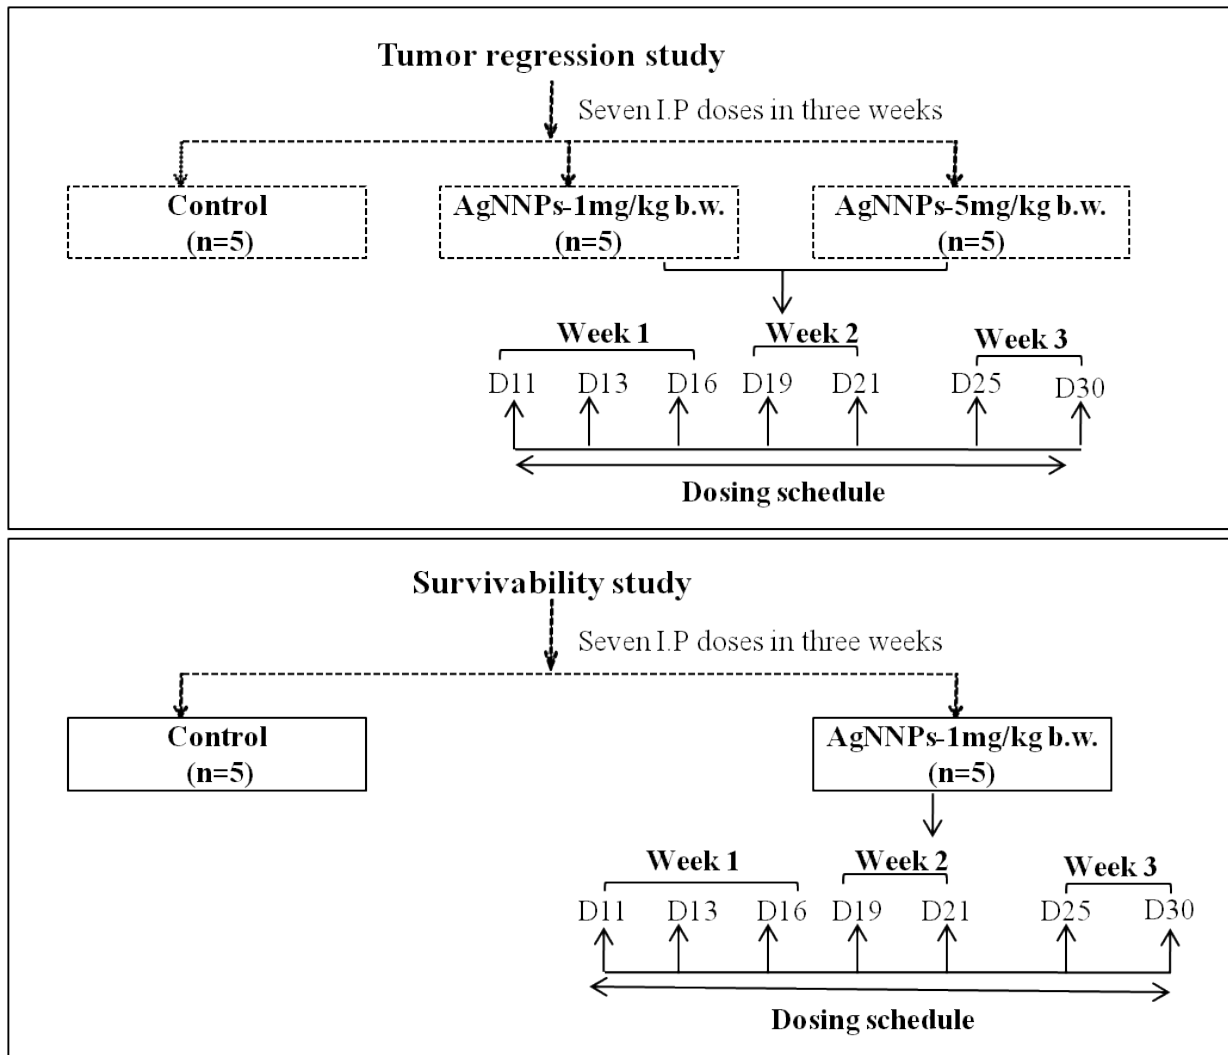 Tumor regression study
Seven I.P doses in three weeks
Control
(n=5)
AgNNPs-1mg/kg b.w.
(n=5)
AgNNPs-5mg/kg b.w.
(n=5)
Week 1
Week 2
Week 3
D11
D13
D16
D19
D21
D25
D30
Dosing schedule
Survivability study
Seven I.P doses in three weeks
Control
(n=5)
AgNNPs-1mg/kg b.w.
(n=5)
Week 1
Week 2
Week 3
D11
D13
D16
D19
D21
D25
D30
Dosing schedule